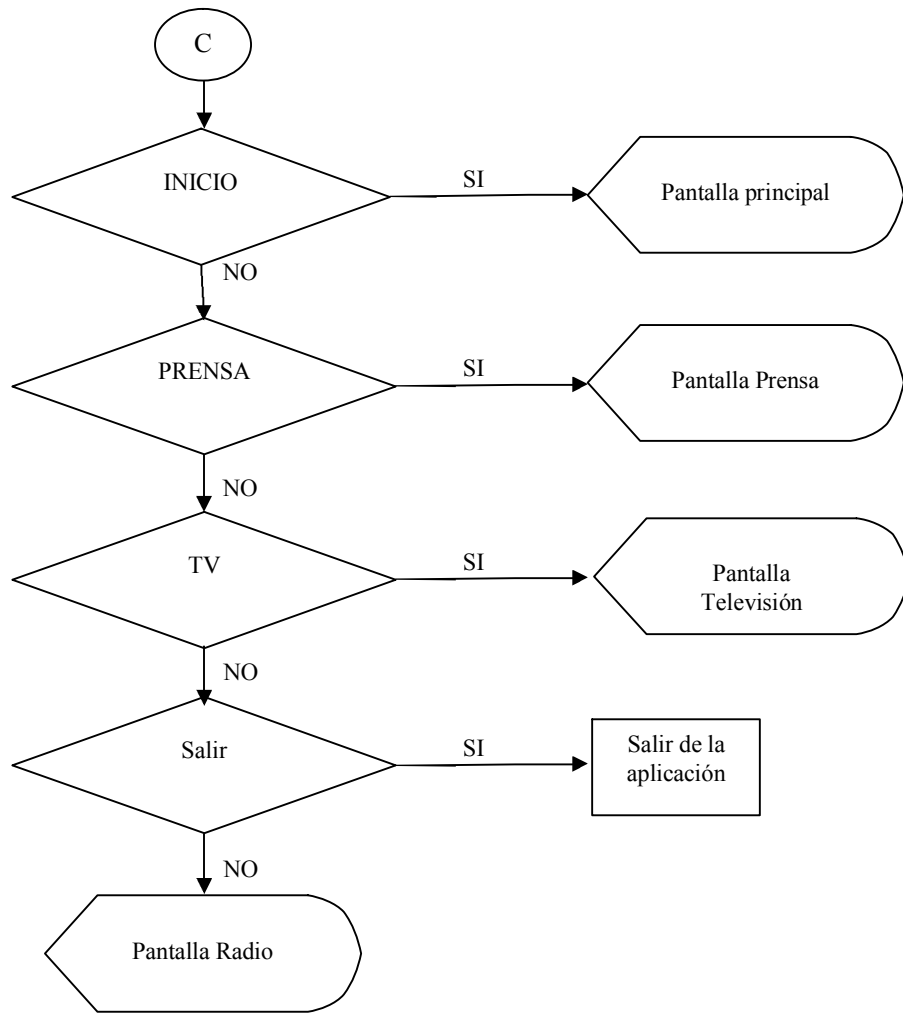 C
INICIO
SI
Pantalla principal
NO
PRENSA
SI
Pantalla Prensa
NO
TV
SI
Pantalla
Televisión
NO
Salir
SI
Salir de la
aplicación
NO
Pantalla Radio